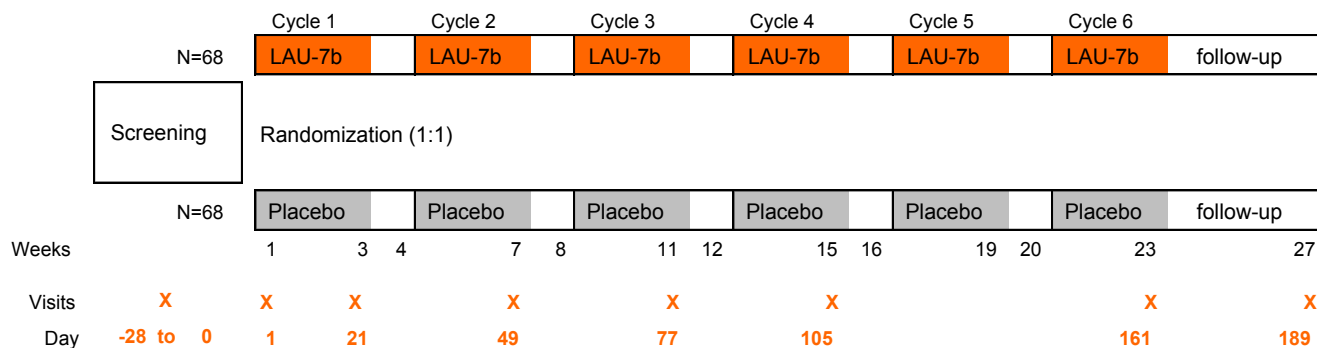 Cycle 1 Cycle 2 Cycle 3 Cycle 4 Cycle 5 Cycle 6
N=68 LAU-7b LAU-7b LAU-7b LAU-7b LAU-7b LAU-7b follow-up
Screening Randomization (1:1)
N=68 Placebo Placebo Placebo Placebo Placebo Placebo follow-up
Weeks 1 3 4 7 8 11 12 15 16 19 20 23 27
Visits X X X X X X X X
Day -28 to 0 1 21 49 77 105 161 189